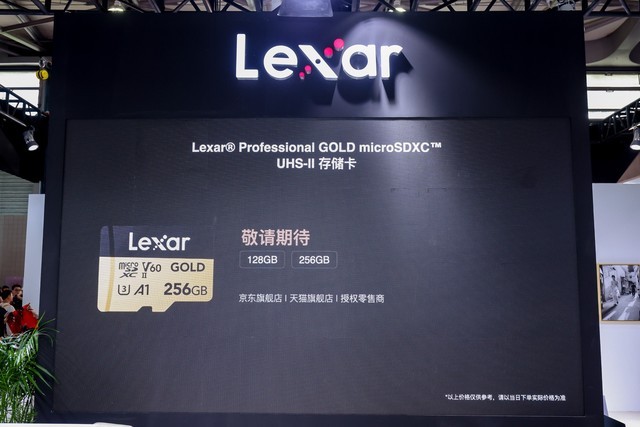 Lexar
Lexar® Professional GOLD microSDXC™
UHS-II 存储卡
Lexar
micro SD XC II V60 GOLD
U3 A1 256GB
敬请期待
128GB 256GB
京东旗舰店 | 天猫旗舰店 | 授权零售商
*以上价格仅供参考，请以当日下单实际价格为准